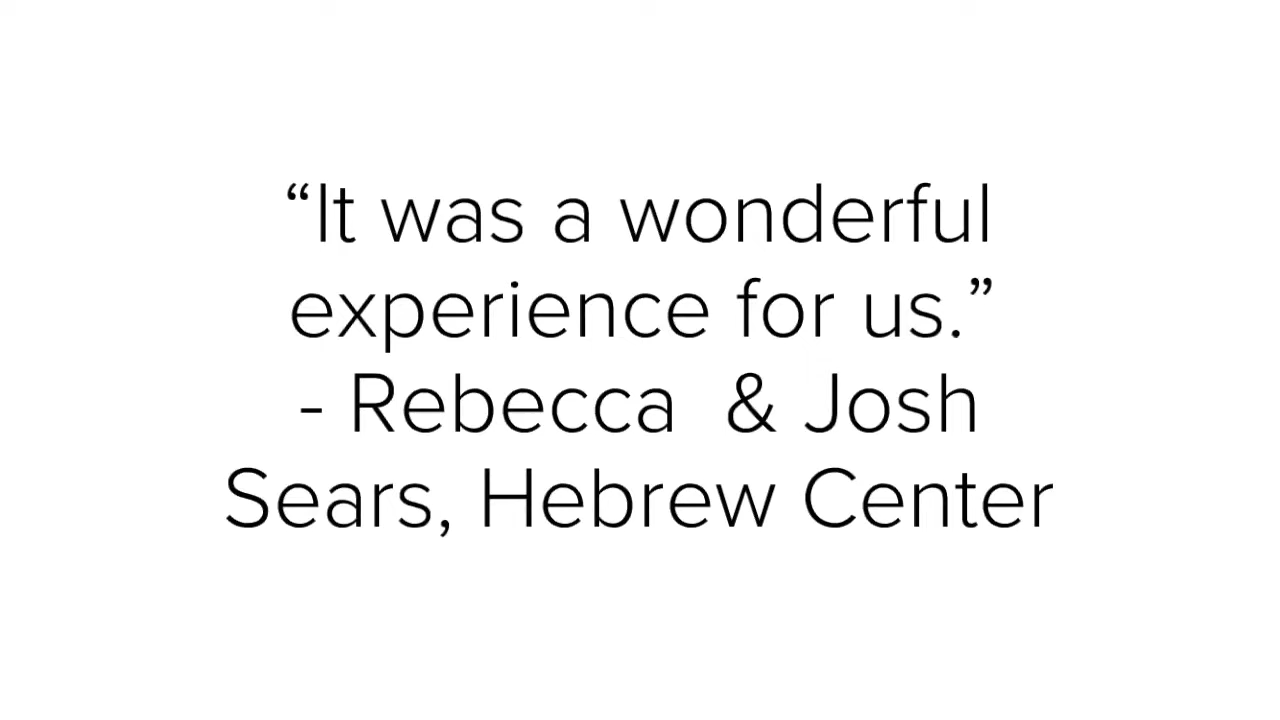 “It was a wonderful
experience for us.”
- Rebecca  & Josh
Sears, Hebrew Center